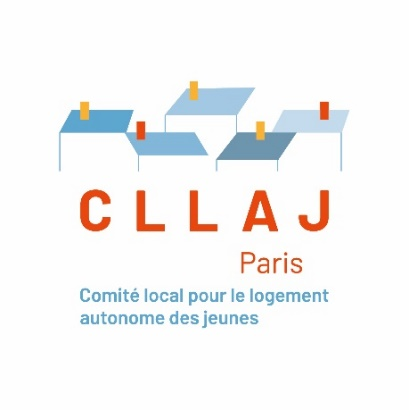 CLLAJ
Paris
Comité local pour le logement
autonome des jeunes